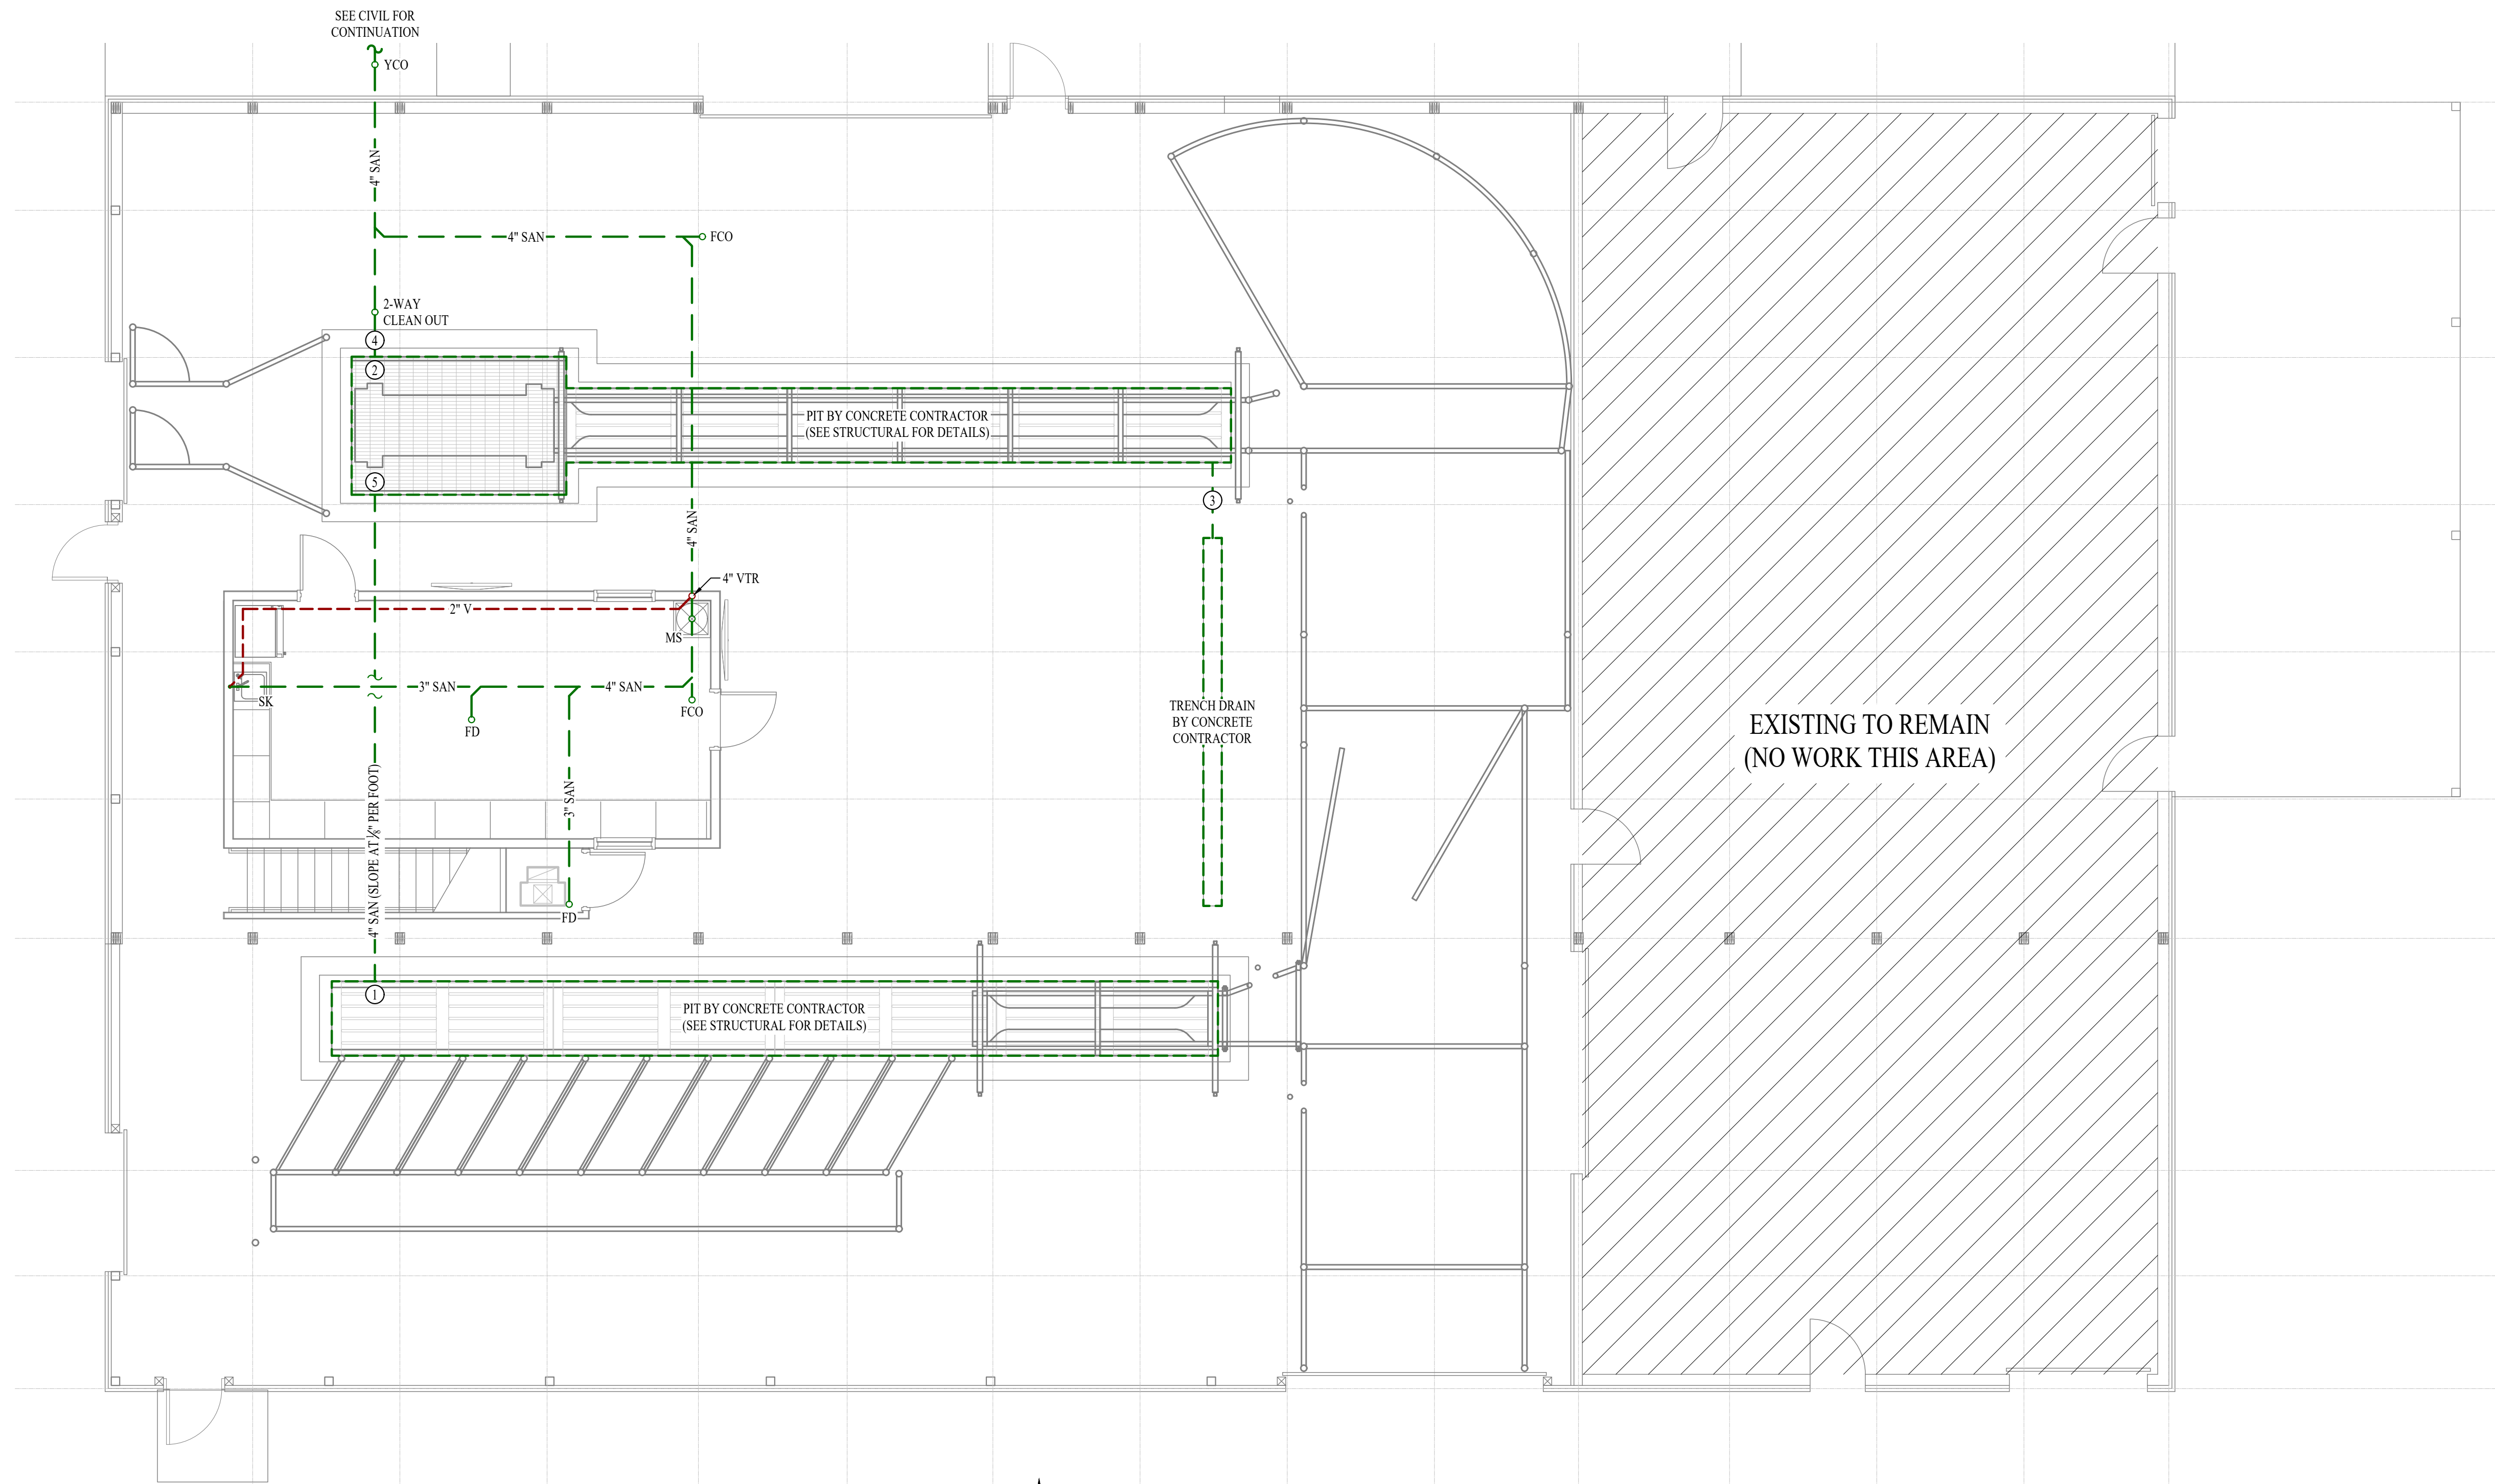 SEE CIVIL FOR
CONTINUATION
YCO
4" SAN
4" SAN
FCO
2-WAY
CLEAN OUT
4
2
PIT BY CONCRETE CONTRACTOR
(SEE STRUCTURAL FOR DETAILS)
5
3
4" SAN
4" VTR
2" V
MS
3" SAN
4" SAN
SK
FCO
FD
TRENCH DRAIN
BY CONCRETE
CONTRACTOR
EXISTING TO REMAIN
(NO WORK THIS AREA)
3" SAN
4" SAN (SLOPE AT ⅛" PER FOOT)
FD
1
PIT BY CONCRETE CONTRACTOR
(SEE STRUCTURAL FOR DETAILS)